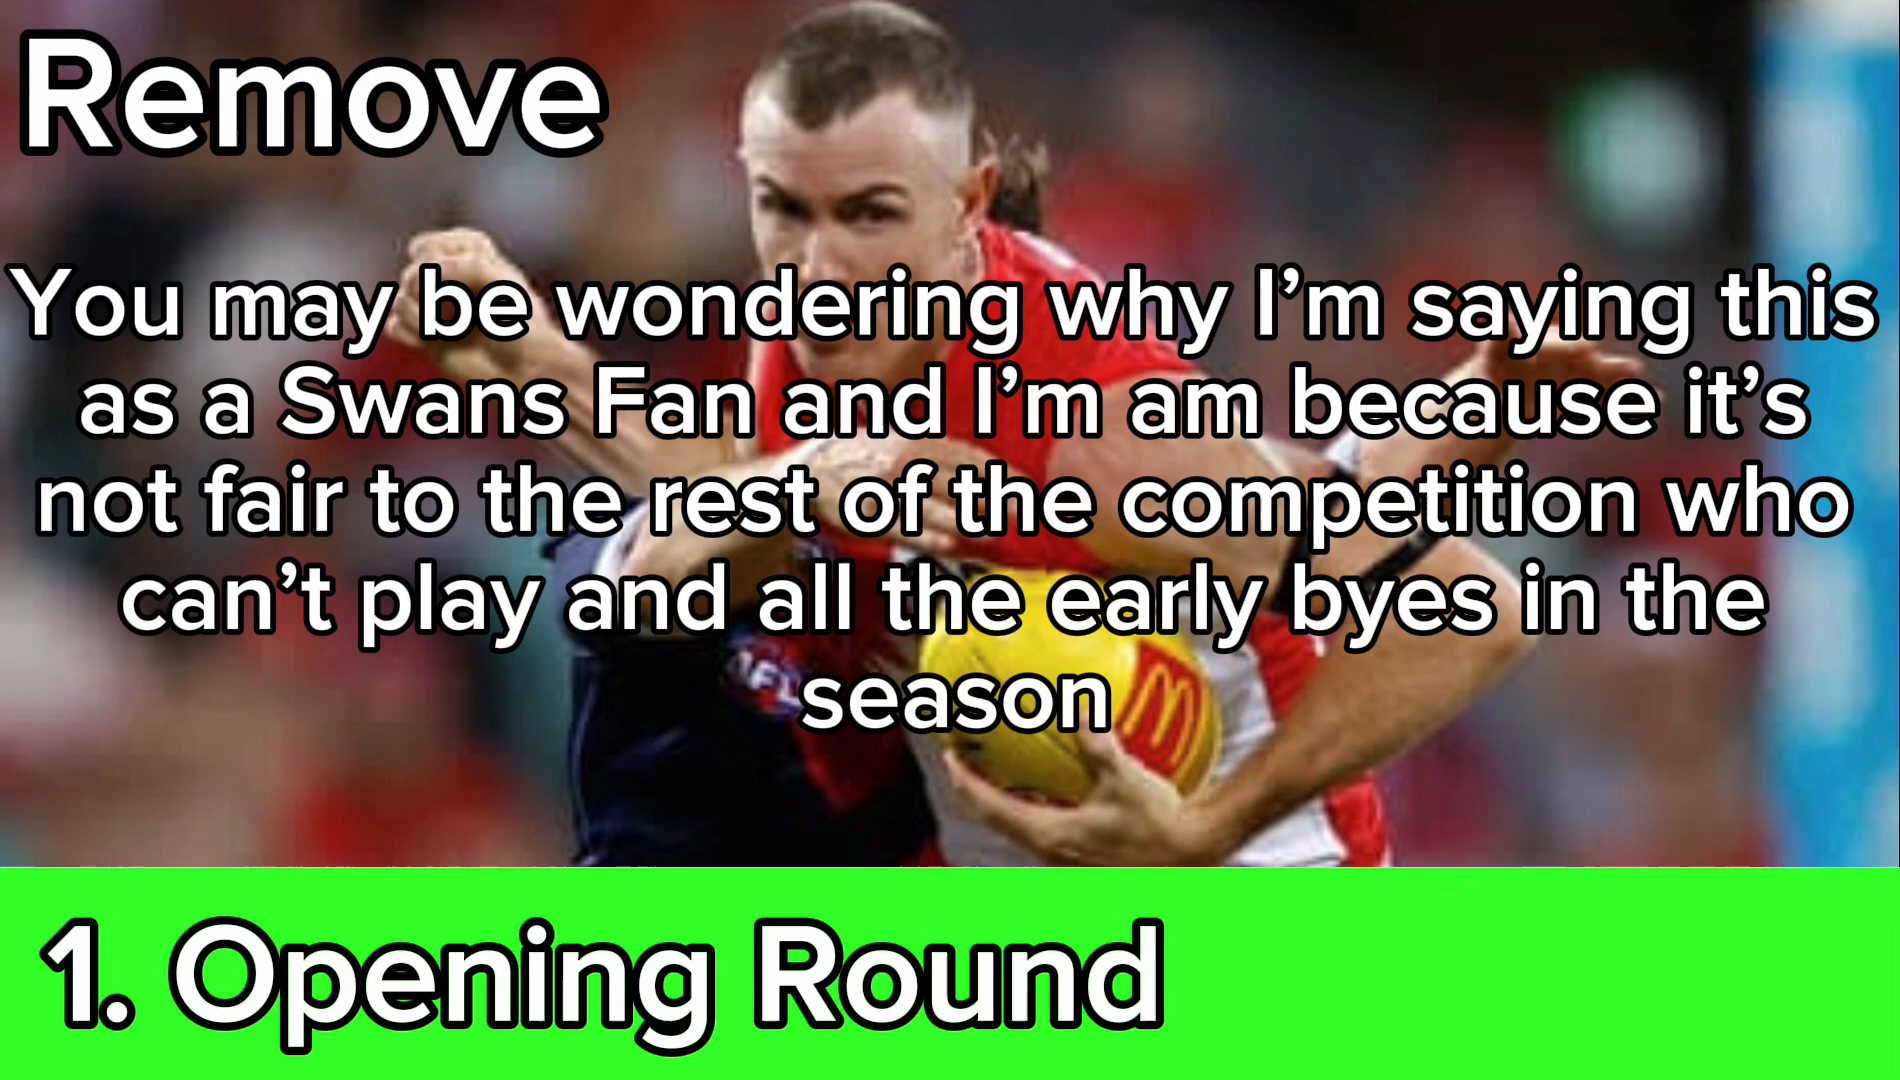 Remove
You may be wondering why I’m saying this
as a Swans Fan and I’m am because it’s
not fair to the rest of the competition who
can’t play and all the early byes in the
season
AFL
1. Opening Round